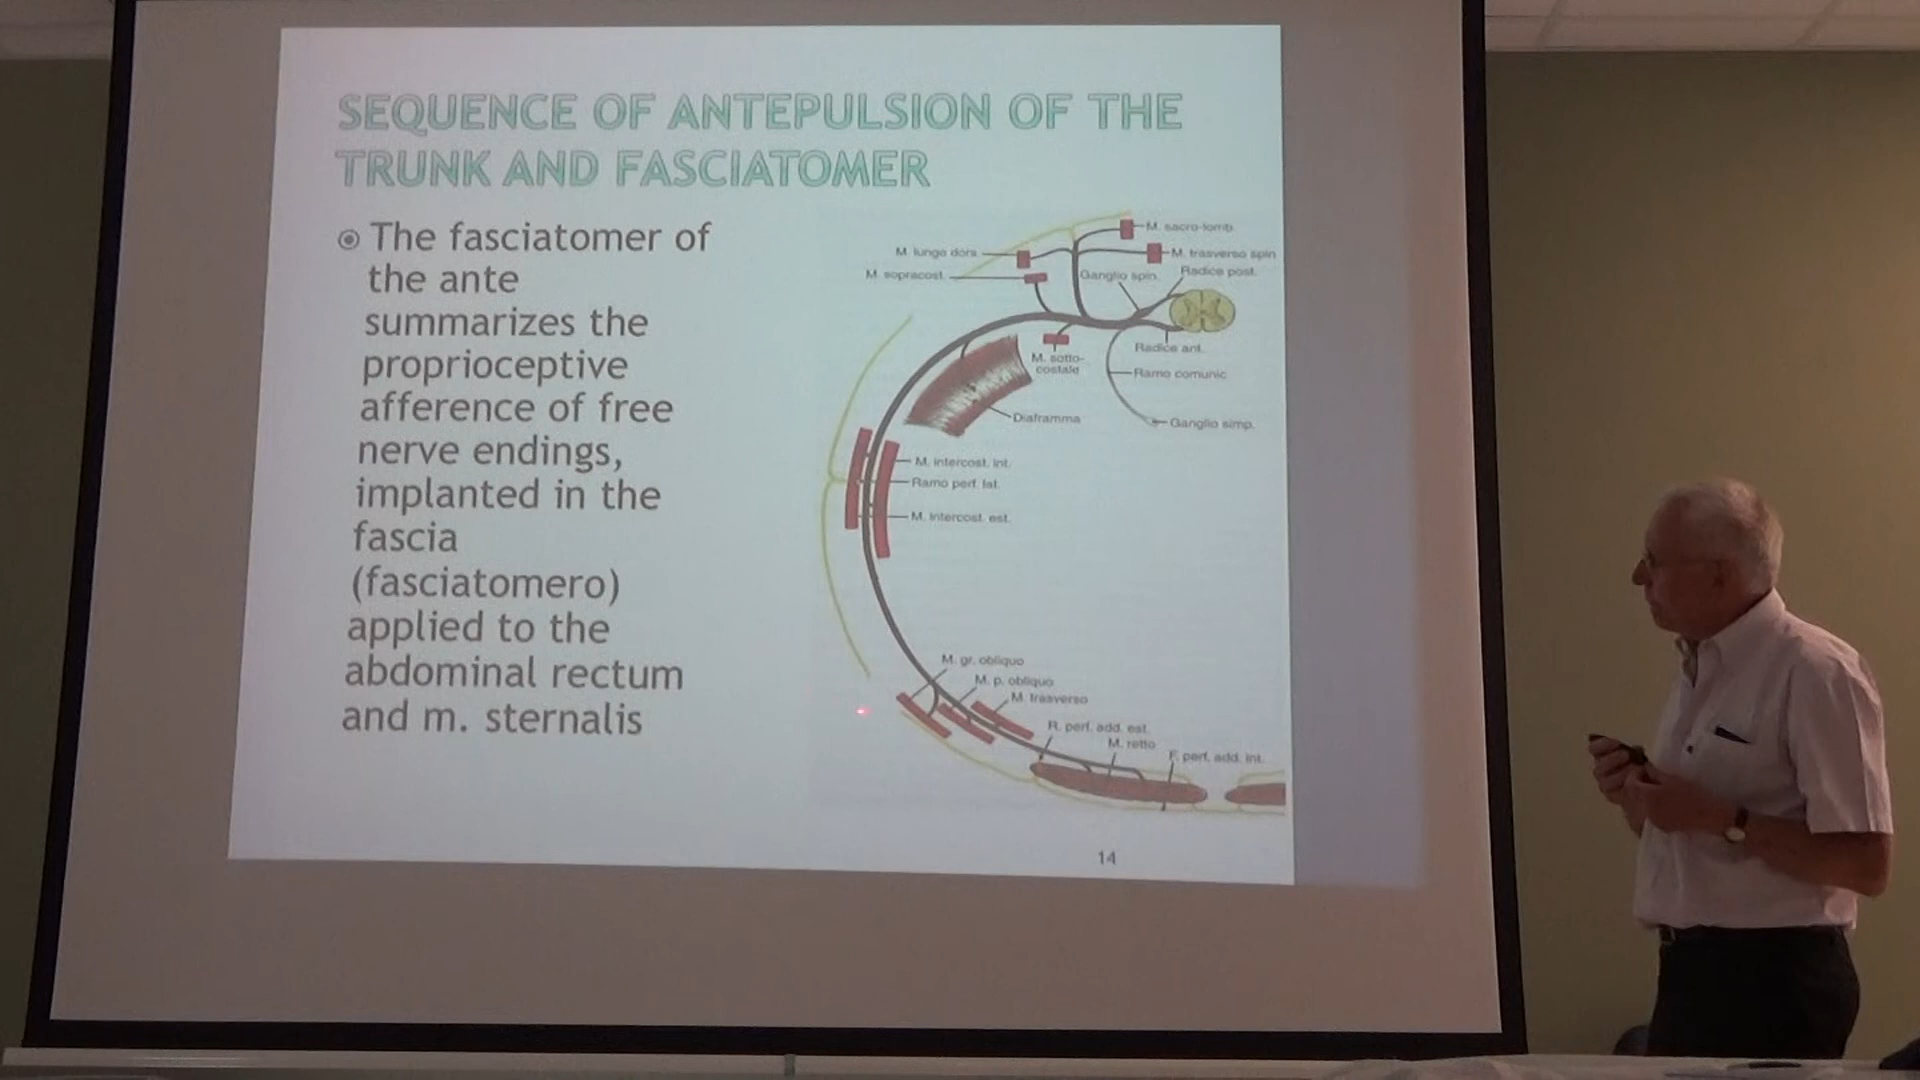 SEQUENCE OF ANTEPULSION OF THE
TRUNK AND FASCIATOMER
The fasciatomer of
the ante
summarizes the
proprioceptive
afference of free
nerve endings,
implanted in the
fascia
(fasciatomero)
applied to the
abdominal rectum
and m. sternalis
M. sacro-lomb.
M. lungo dors.
M. trasverso spin
M. sopracost.
Ganglio spin.
Radice post.
Radice ant.
M. sotto-
costale
Ramo comunic
Diaframma
Ganglio simp.
M. intercost. int.
Ramo perf. lat.
M. intercost. est.
M. gr. obliquo
M. p. obliquo
M. trasverso
R. perf. add. est.
M. retto
perf. add. int.
14